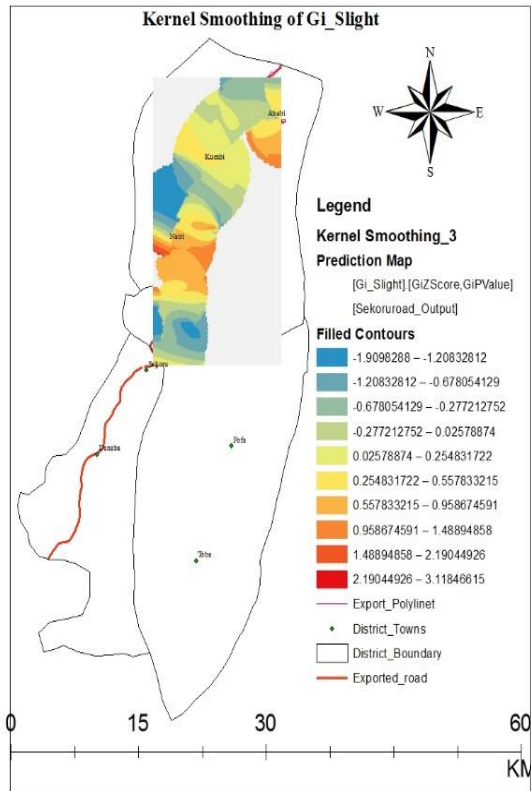 Kernel Smoothing of Gi_Slight
N
W
E
S
Abelti
Kumbi
Natri
Sekoru
Fofa
Toba
Legend
Kernel Smoothing_3
Prediction Map
[Gi_Slight].[GiZScore,GiPValue]
[Sekoruroad_Output]
Filled Contours
-1.9098288 – -1.20832812
-1.20832812 – -0.678054129
-0.678054129 – -0.277212752
-0.277212752 – 0.02578874
0.02578874 – 0.254831722
0.254831722 – 0.557833215
0.557833215 – 0.958674591
0.958674591 – 1.48894858
1.48894858 – 2.19044926
2.19044926 – 3.11846615
Export_Polylinet
District_Towns
District_Boundary
Exported_road
0 15 30 60
KM